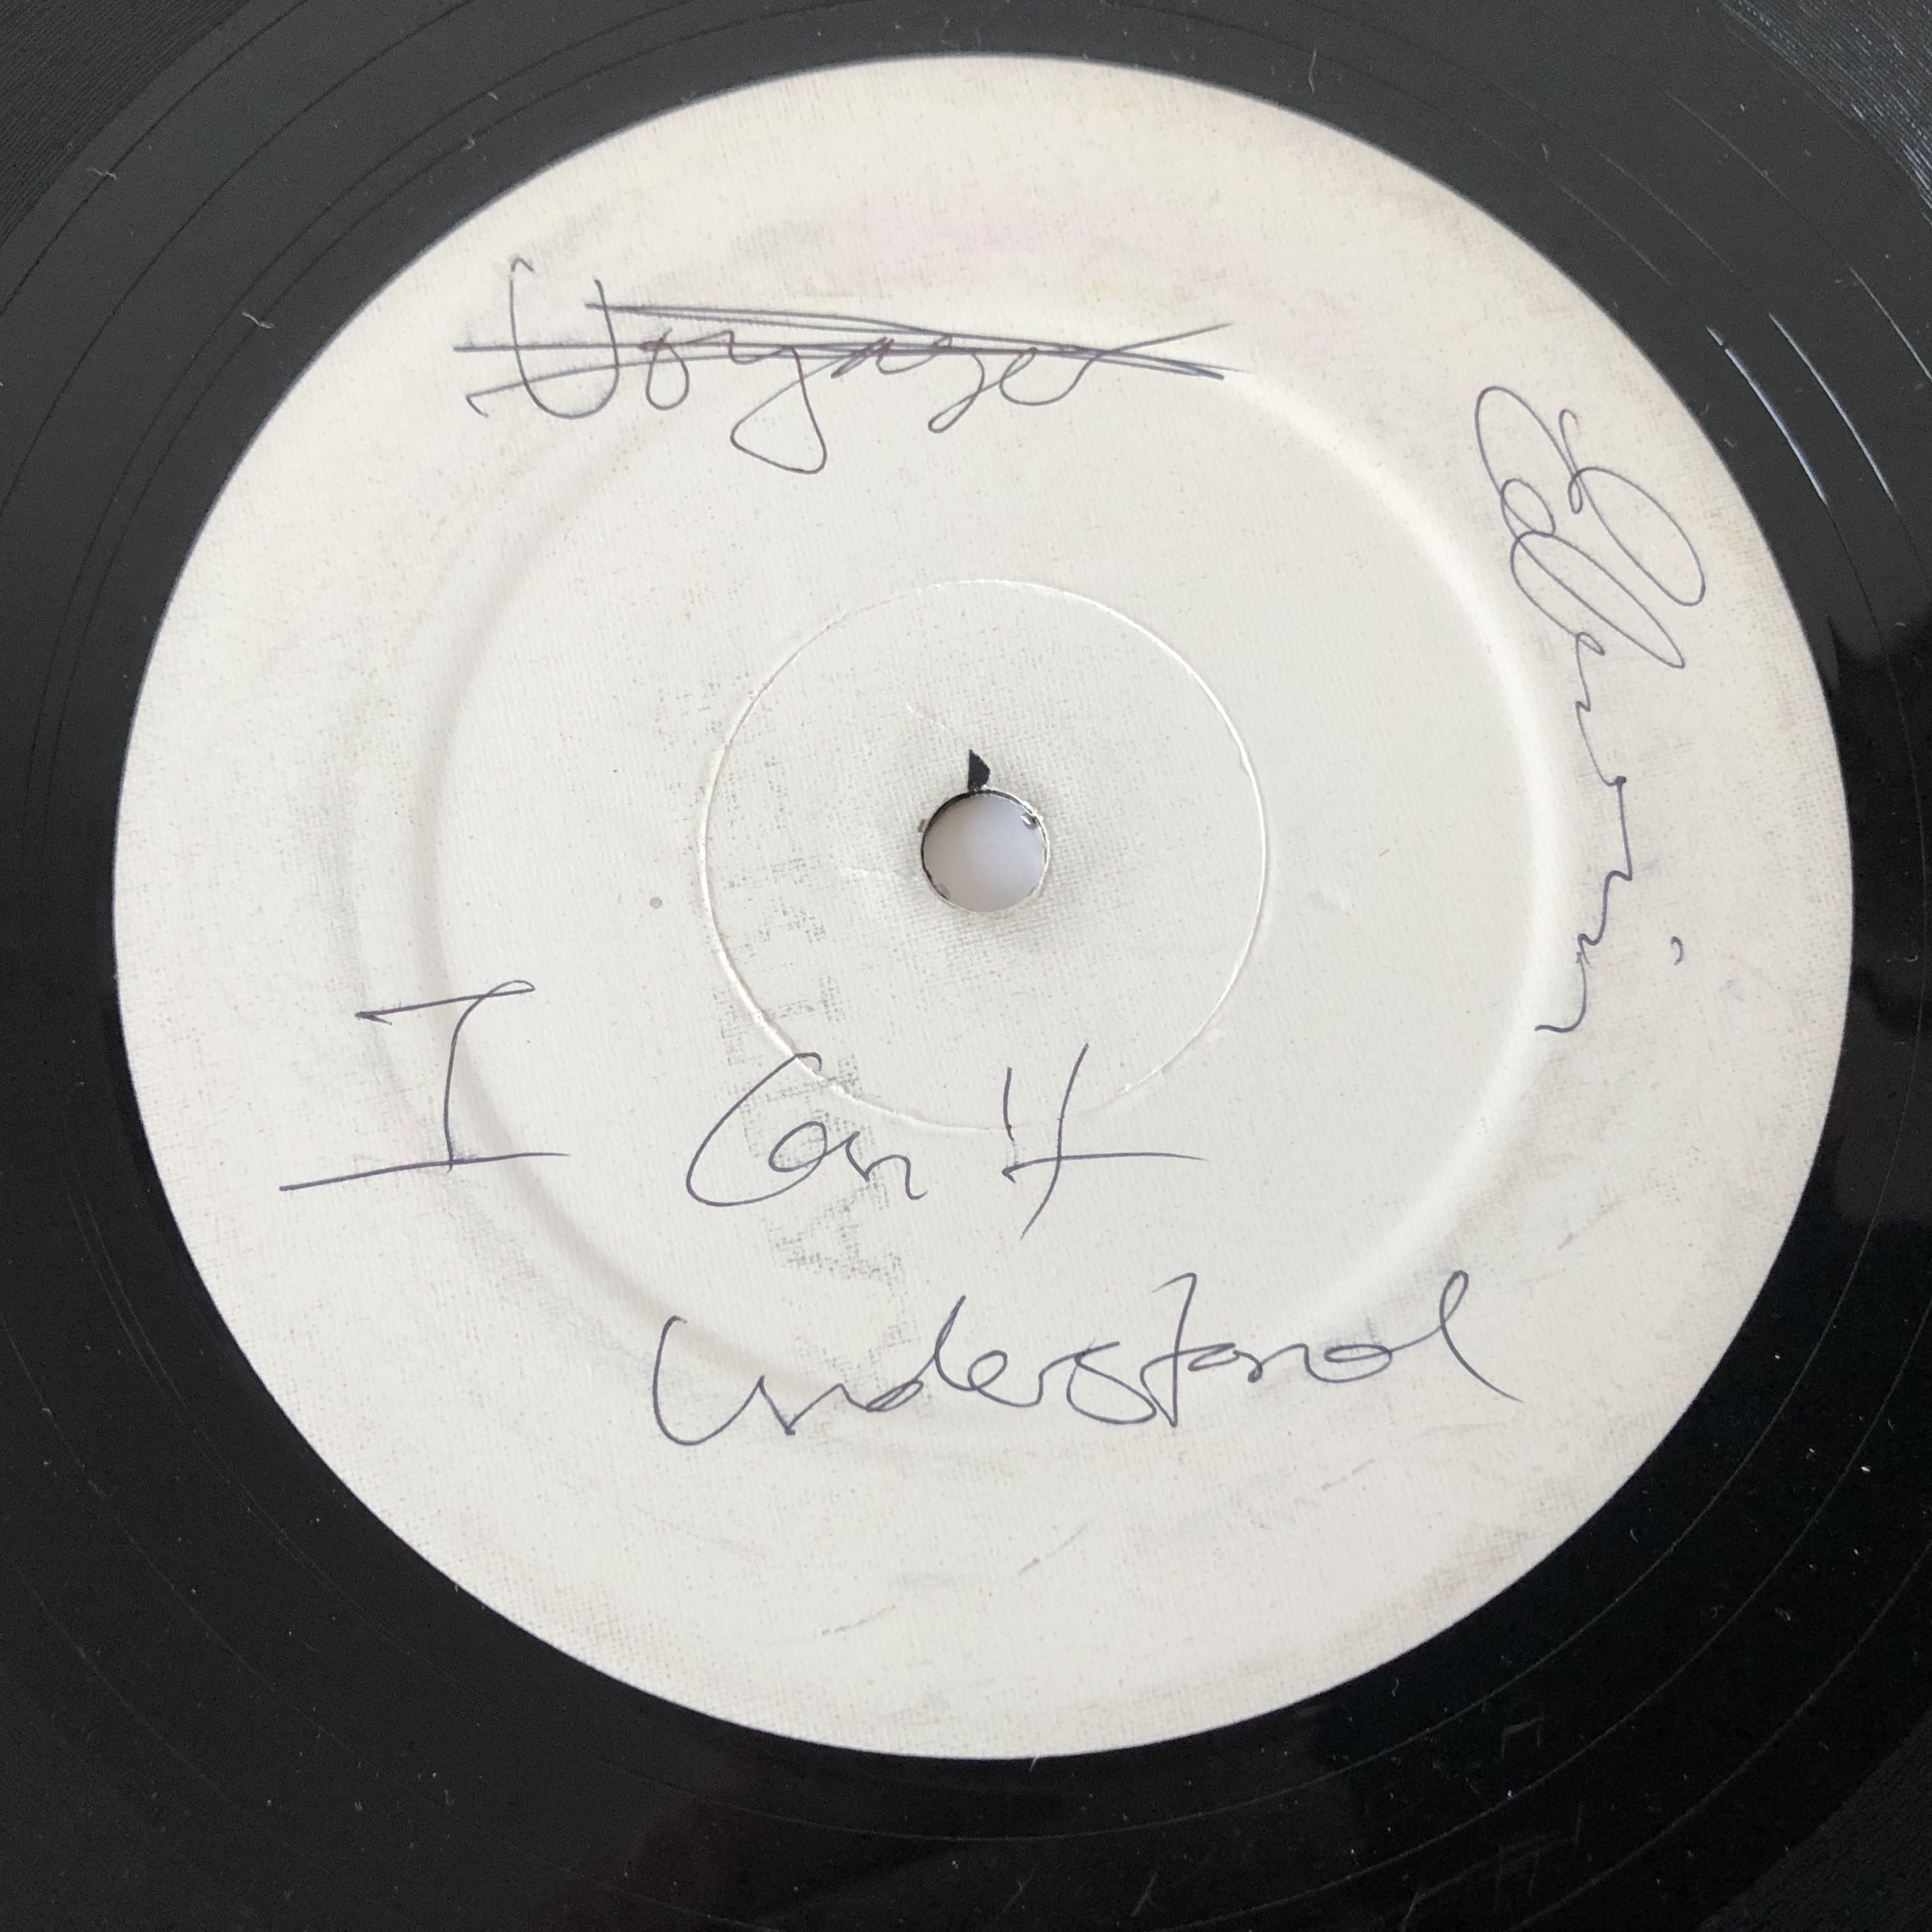 Voyager
I Can't
Understand